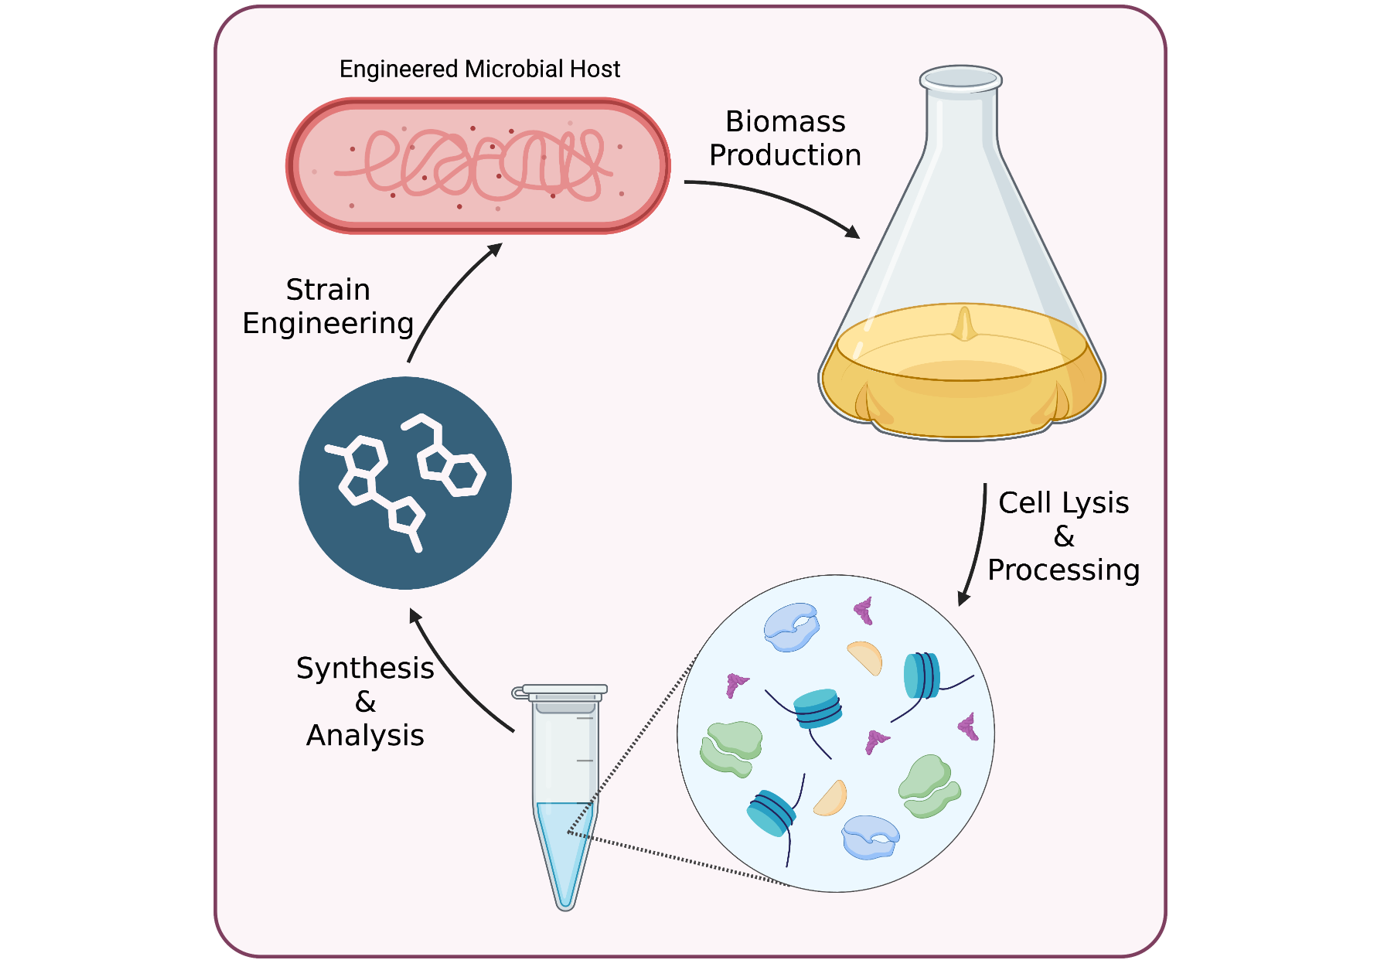 Engineered Microbial Host
Biomass
Production
Strain
Engineering
Cell Lysis
&
Processing
Synthesis
&
Analysis